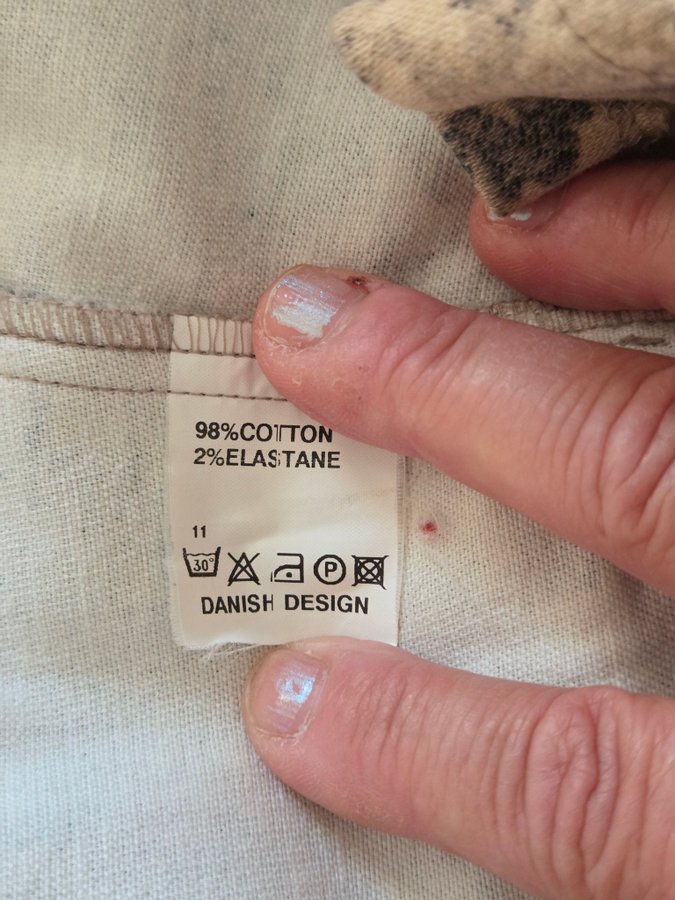 98%COTTON
2%ELASTANE
11
30° P
DANISH DESIGN